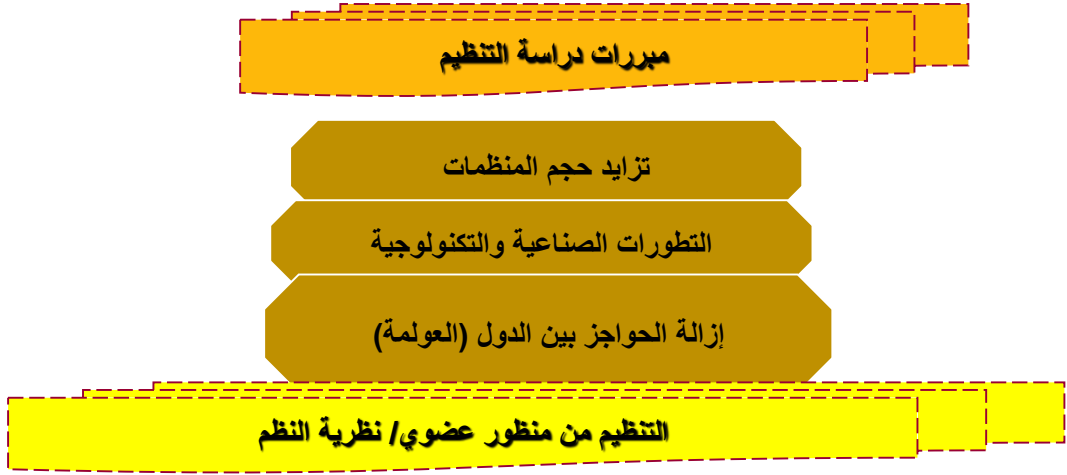 مبررات دراسة التنظيم
تزايد حجم المنظمات
التطورات الصناعية والتكنولوجية
إزالة الحواجز بين الدول (العولمة)
التنظيم من منظور عضوي/ نظرية النظم